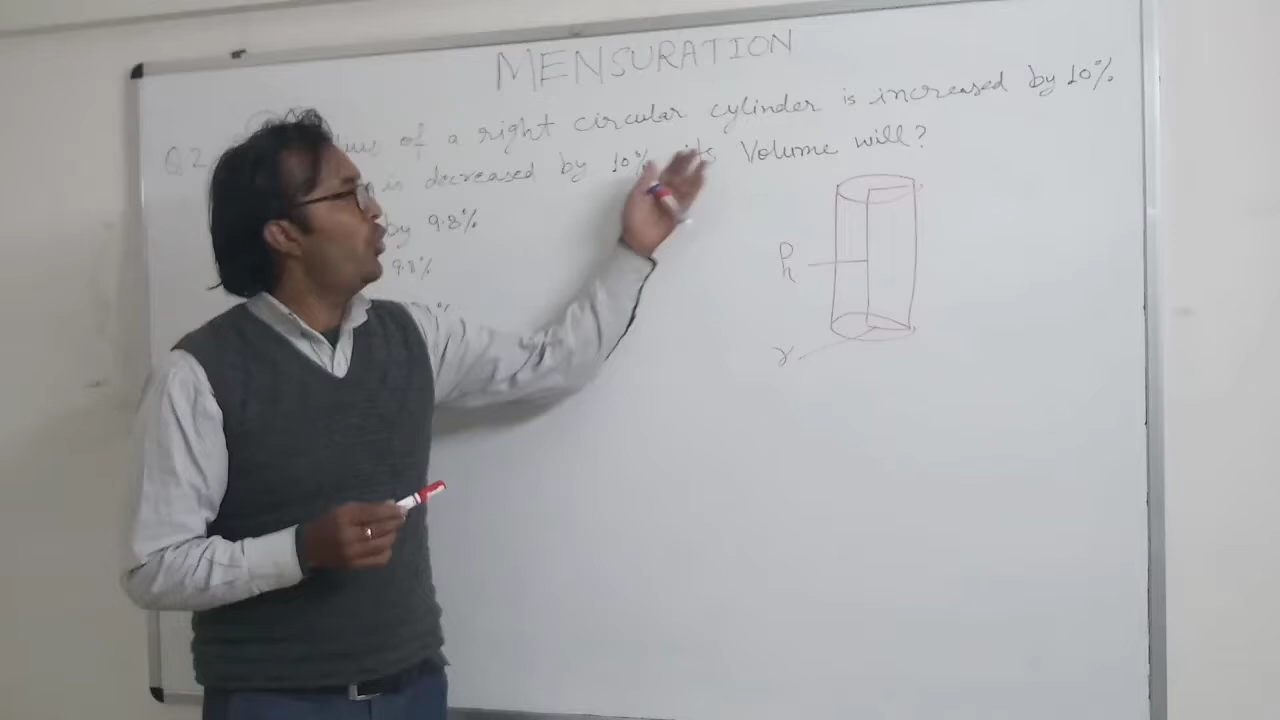 MENSURATION
Q 2 of a right circular cylinder is increased by 10%
is decreased by 10% its Volume will?
by 9.8%
9.8%
h
r